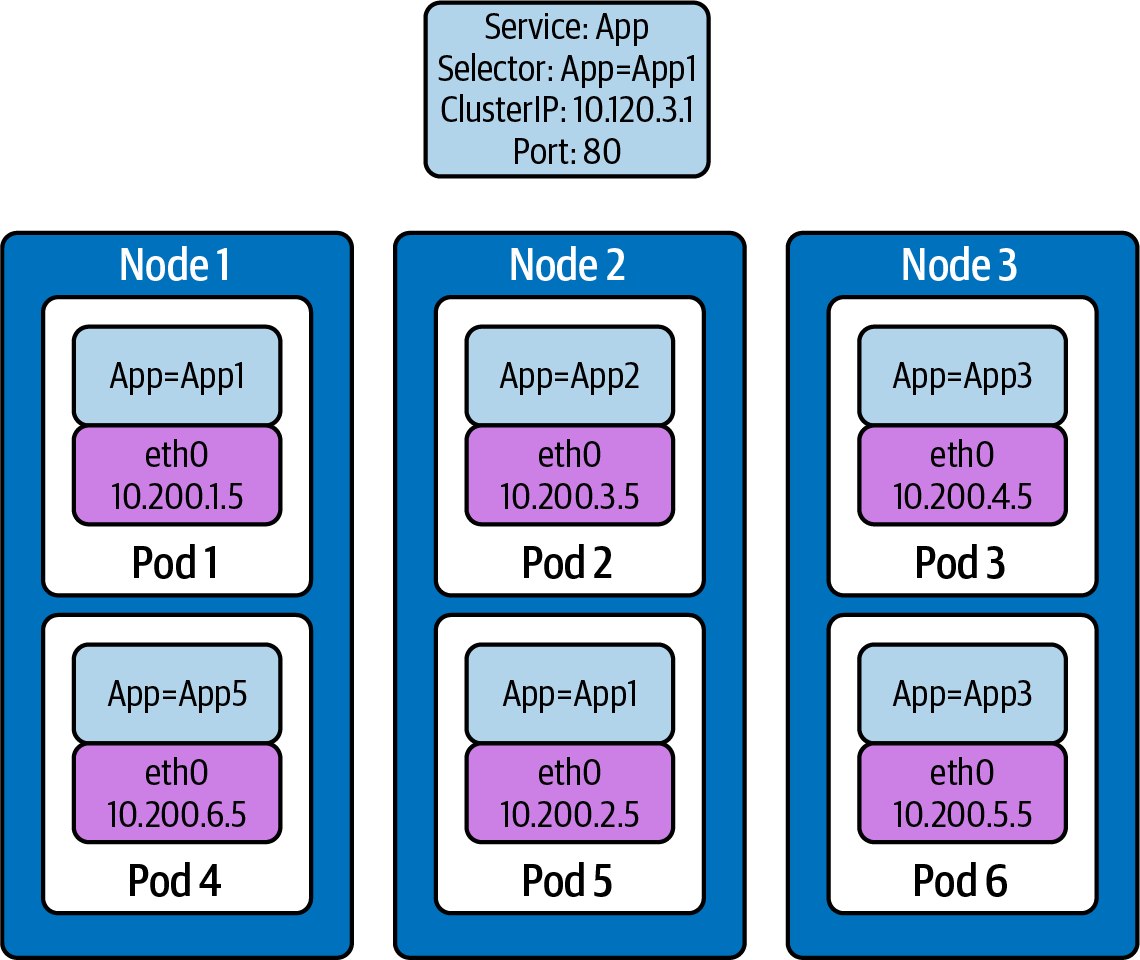 Service: App
Selector: App=App1
ClusterIP: 10.120.3.1
Port: 80
Node 1
App=App1
eth0
10.200.1.5
Pod 1
App=App5
eth0
10.200.6.5
Pod 4
Node 2
App=App2
eth0
10.200.3.5
Pod 2
App=App1
eth0
10.200.2.5
Pod 5
Node 3
App=App3
eth0
10.200.4.5
Pod 3
App=App3
eth0
10.200.5.5
Pod 6